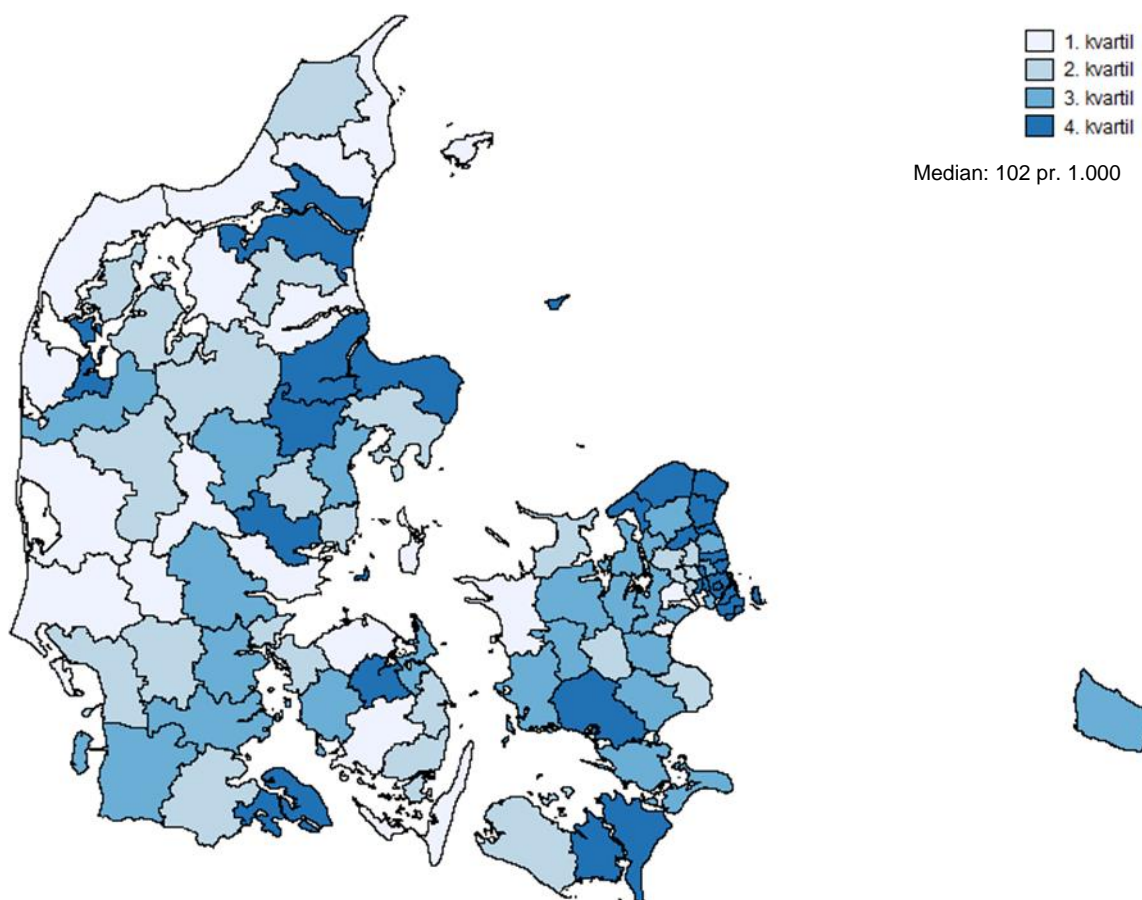 1. kvartil
2. kvartil
3. kvartil
4. kvartil
Median: 102 pr. 1.000